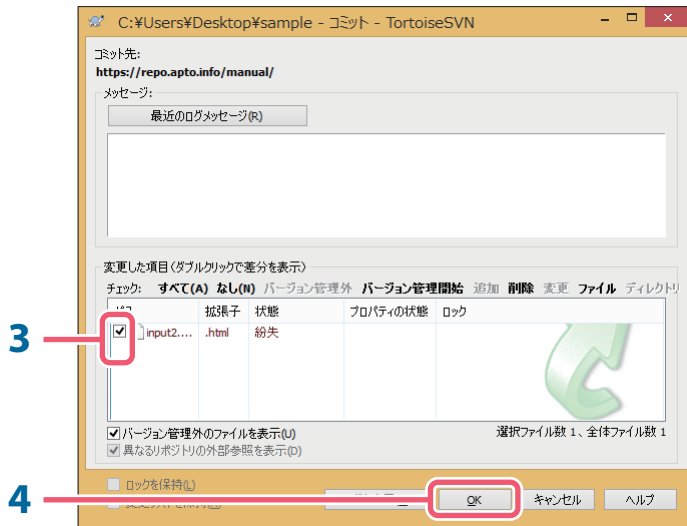 C:¥Users¥Desktop¥sample - コミット - TortoiseSVN
コミット先:
https://repo.apto.info/manual/
メッセージ:
最近のログメッセージ(R)
変更した項目(ダブルクリックで差分を表示)
チェック: すべて(A) なし(N) バージョン管理外 バージョン管理開始 追加 削除 変更 ファイル ディレクトリ
拡張子 状態 プロパティの状態 ロック
3
input2.... .html 紛失
バージョン管理外のファイルを表示(U)
選択ファイル数 1、全体ファイル数 1
異なるリポジトリの外部参照を表示(D)
ロックを保持(L)
4
OK キャンセル ヘルプ